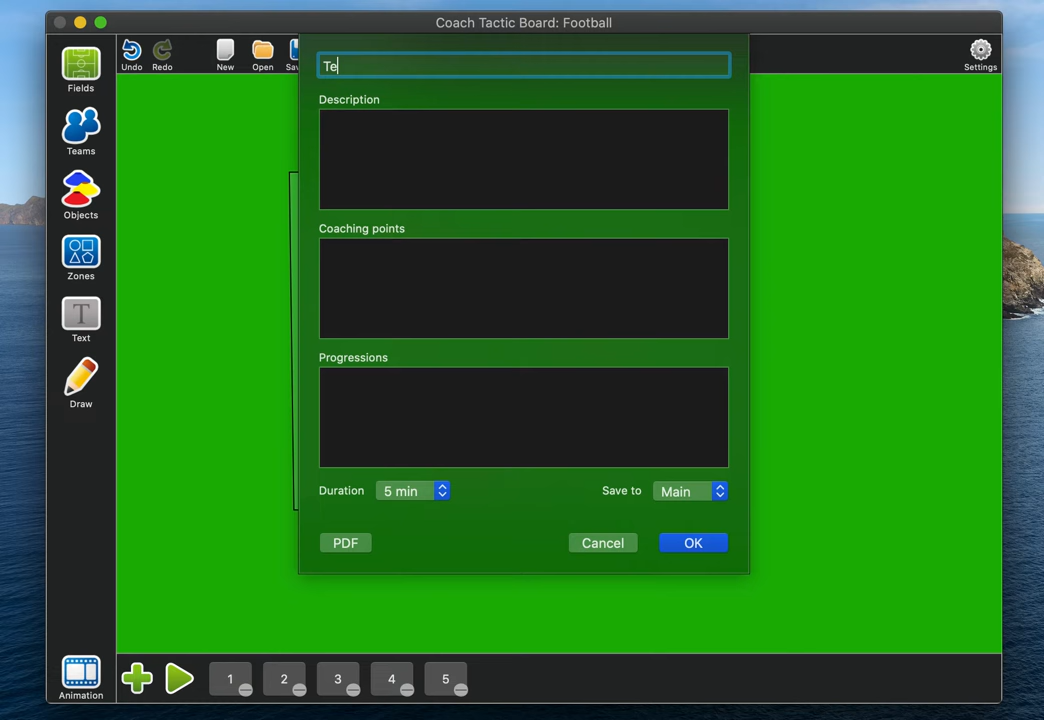 Coach Tactic Board: Football
Undo Redo New Open Settings
Fields
Teams
Objects
Zones
Text
Draw
Animation
Te
Description
Coaching points
Progressions
Duration 5 min Save to Main
PDF Cancel OK
1 2 3 4 5